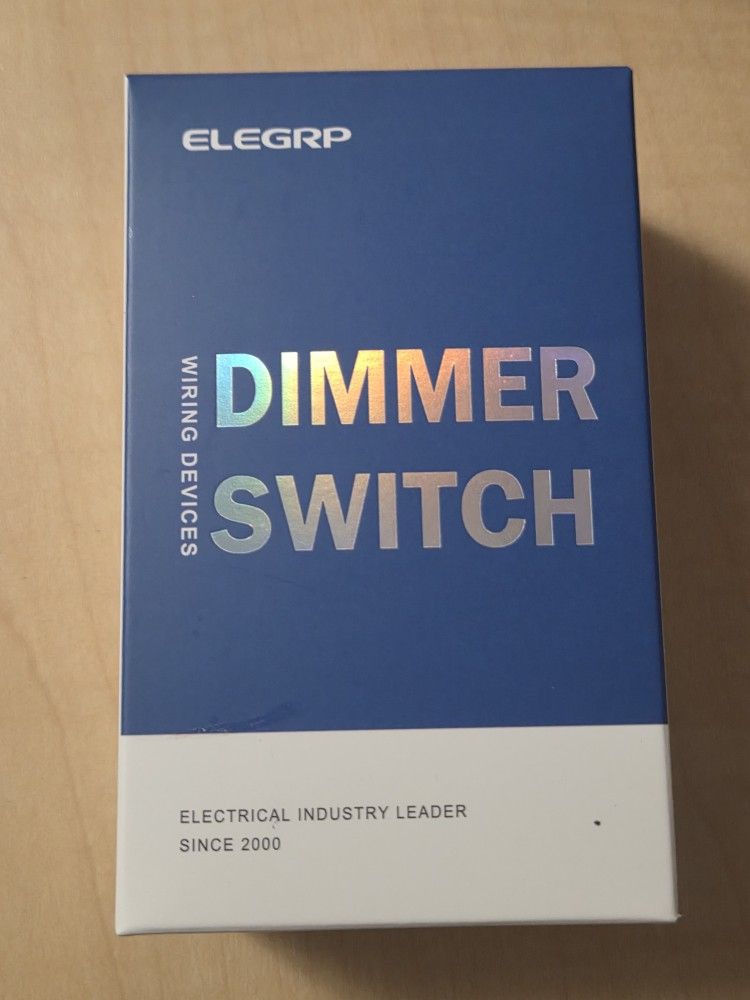 ELEGRP
WIRING DEVICES
DIMMER
SWITCH
ELECTRICAL INDUSTRY LEADER
SINCE 2000